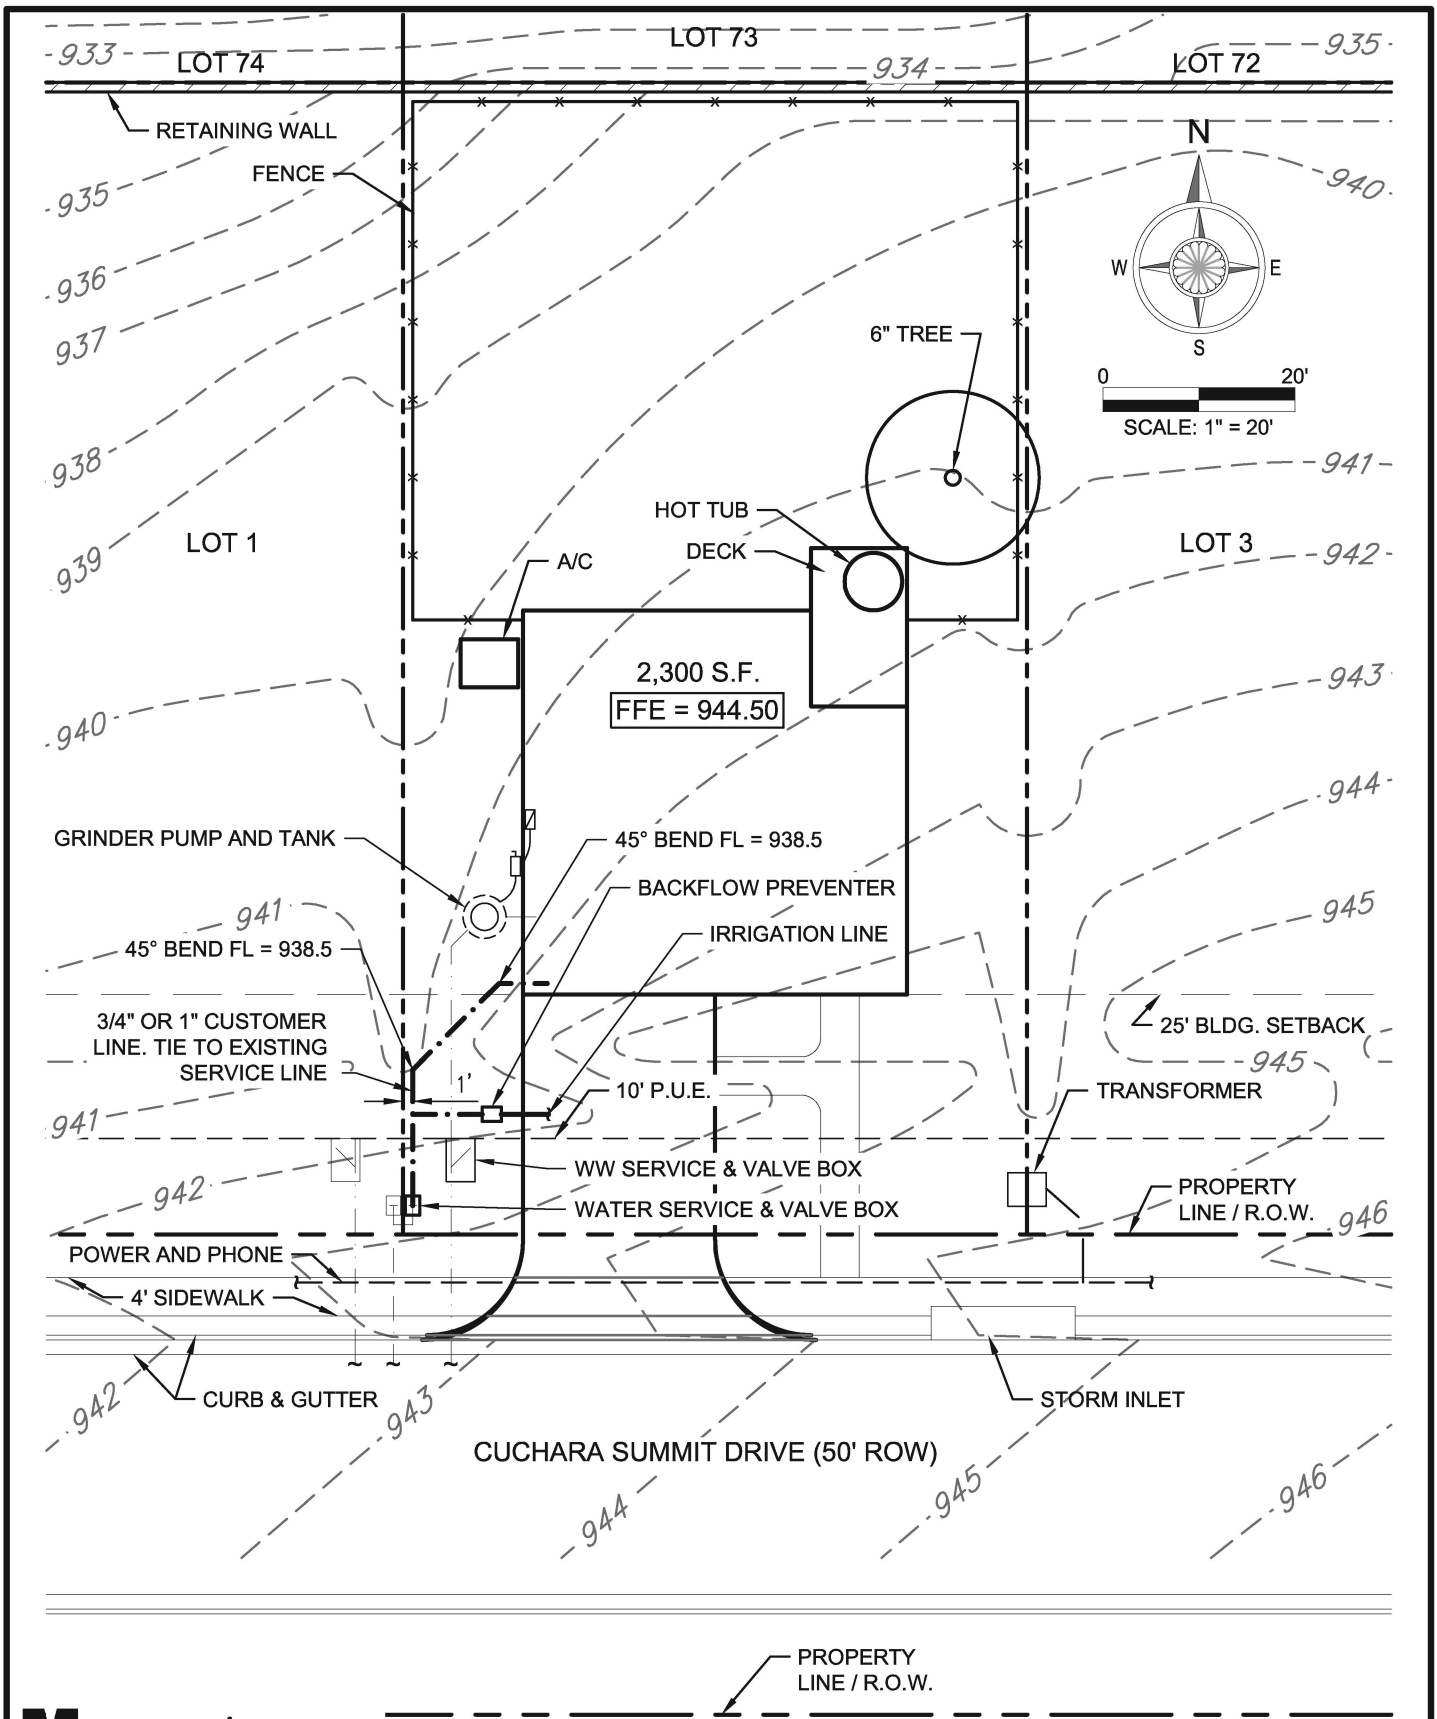 LOT 73
933
LOT 74
934
LOT 72
935
RETAINING WALL
N
FENCE
935
940
936
W
E
S
937
6" TREE
0
20'
SCALE: 1" = 20'
938
941
HOT TUB
LOT 1
DECK
LOT 3
942
939
A/C
2,300 S.F.
943
FFE = 944.50
940
944
GRINDER PUMP AND TANK
45° BEND FL = 938.5
BACKFLOW PREVENTER
941
945
IRRIGATION LINE
45° BEND FL = 938.5
3/4" OR 1" CUSTOMER
LINE. TIE TO EXISTING
SERVICE LINE
25' BLDG. SETBACK
945
1'
10' P.U.E.
TRANSFORMER
941
WW SERVICE & VALVE BOX
942
PROPERTY
LINE / R.O.W.
WATER SERVICE & VALVE BOX
946
POWER AND PHONE
4' SIDEWALK
942
CURB & GUTTER
943
STORM INLET
CUCHARA SUMMIT DRIVE (50' ROW)
944
945
946
PROPERTY
LINE / R.O.W.